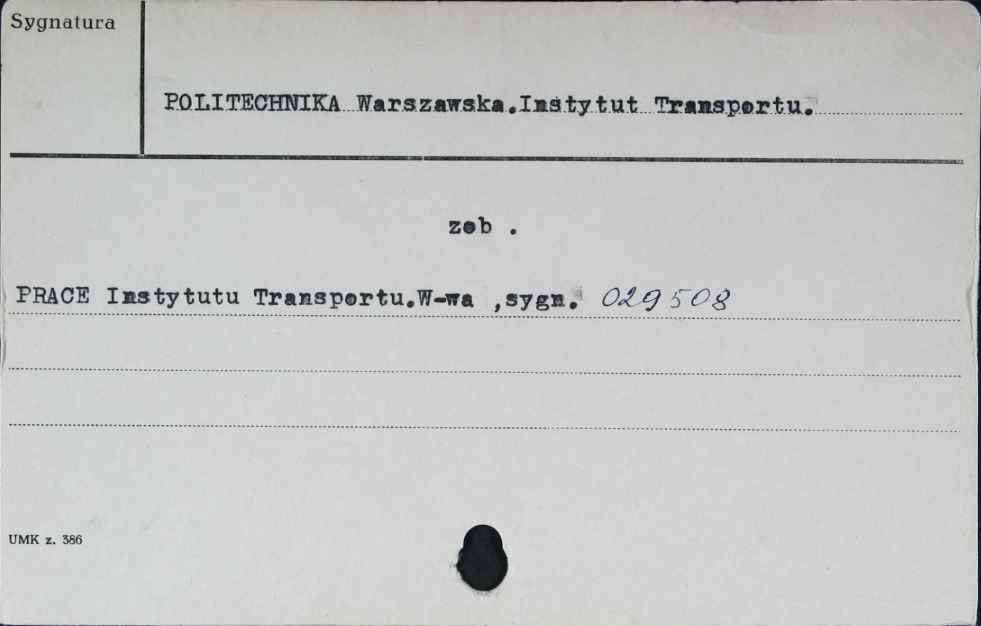 Sygnatura
POLITECHNIKA Warszawska.Instytut Transportu.
zob .
PRACE Instytutu Transportu.W-wa ,sygn. 029508
UMK z. 386